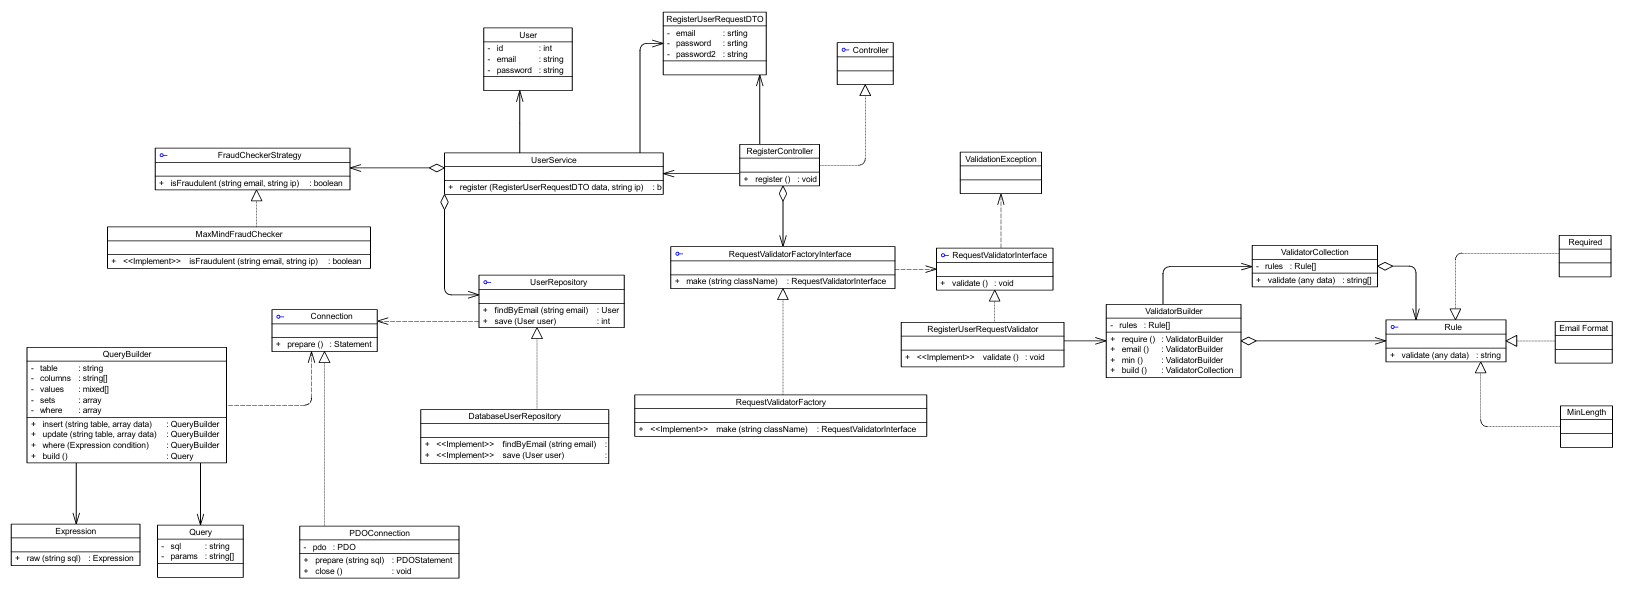 User
- id : int
- email : string
- password : string
RegisterUserRequestDTO
- email : srting
- password : srting
- password2 : string
Controller
FraudCheckerStrategy
+ isFraudulent (string email, string ip) : boolean
UserService
+ register (RegisterUserRequestDTO data, string ip) : b
RegisterController
+ register () : void
ValidationException
MaxMindFraudChecker
+ <<Implement>> isFraudulent (string email, string ip) : boolean
RequestValidatorFactoryInterface
+ make (string className) : RequestValidatorInterface
RequestValidatorInterface
+ validate () : void
ValidatorCollection
- rules : Rule[]
+ validate (any data) : string[]
Required
UserRepository
+ findByEmail (string email) : User
+ save (User user) : int
Connection
+ prepare () : Statement
RegisterUserRequestValidator
+ <<Implement>> validate () : void
ValidatorBuilder
- rules : Rule[]
+ require () : ValidatorBuilder
+ email () : ValidatorBuilder
+ min () : ValidatorBuilder
+ build () : ValidatorCollection
Rule
+ validate (any data) : string
Email Format
QueryBuilder
- table : string
- columns : string[]
- values : mixed[]
- sets : array
- where : array
+ insert (string table, array data) : QueryBuilder
+ update (string table, array data) : QueryBuilder
+ where (Expression condition) : QueryBuilder
+ build () : Query
DatabaseUserRepository
+ <<Implement>> findByEmail (string email) :
+ <<Implement>> save (User user) :
RequestValidatorFactory
+ <<Implement>> make (string className) : RequestValidatorInterface
MinLength
Expression
+ raw (string sql) : Expression
Query
- sql : string
- params : string[]
PDOConnection
- pdo : PDO
+ prepare (string sql) : PDOStatement
+ close () : void